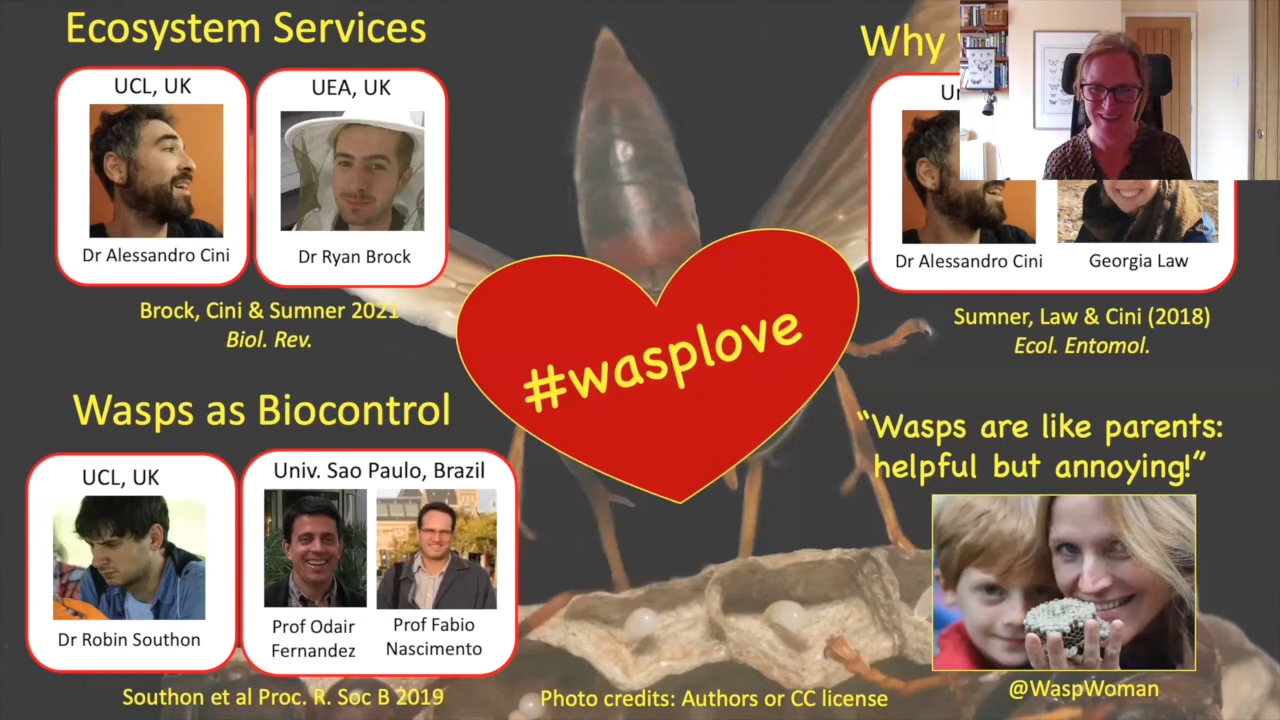 Ecosystem Services
UCL, UK
UEA, UK
Dr Alessandro Cini
Dr Ryan Brock
Brock, Cini & Sumner 2021
Biol. Rev.
Why
Dr Alessandro Cini
Georgia Law
Sumner, Law & Cini (2018)
Ecol. Entomol.
#wasplove
Wasps as Biocontrol
UCL, UK
Univ. Sao Paulo, Brazil
Dr Robin Southon
Prof Odair
Fernandez
Prof Fabio
Nascimento
Southon et al Proc. R. Soc B 2019
"Wasps are like parents:
helpful but annoying!"
@WaspWoman
Photo credits: Authors or CC license